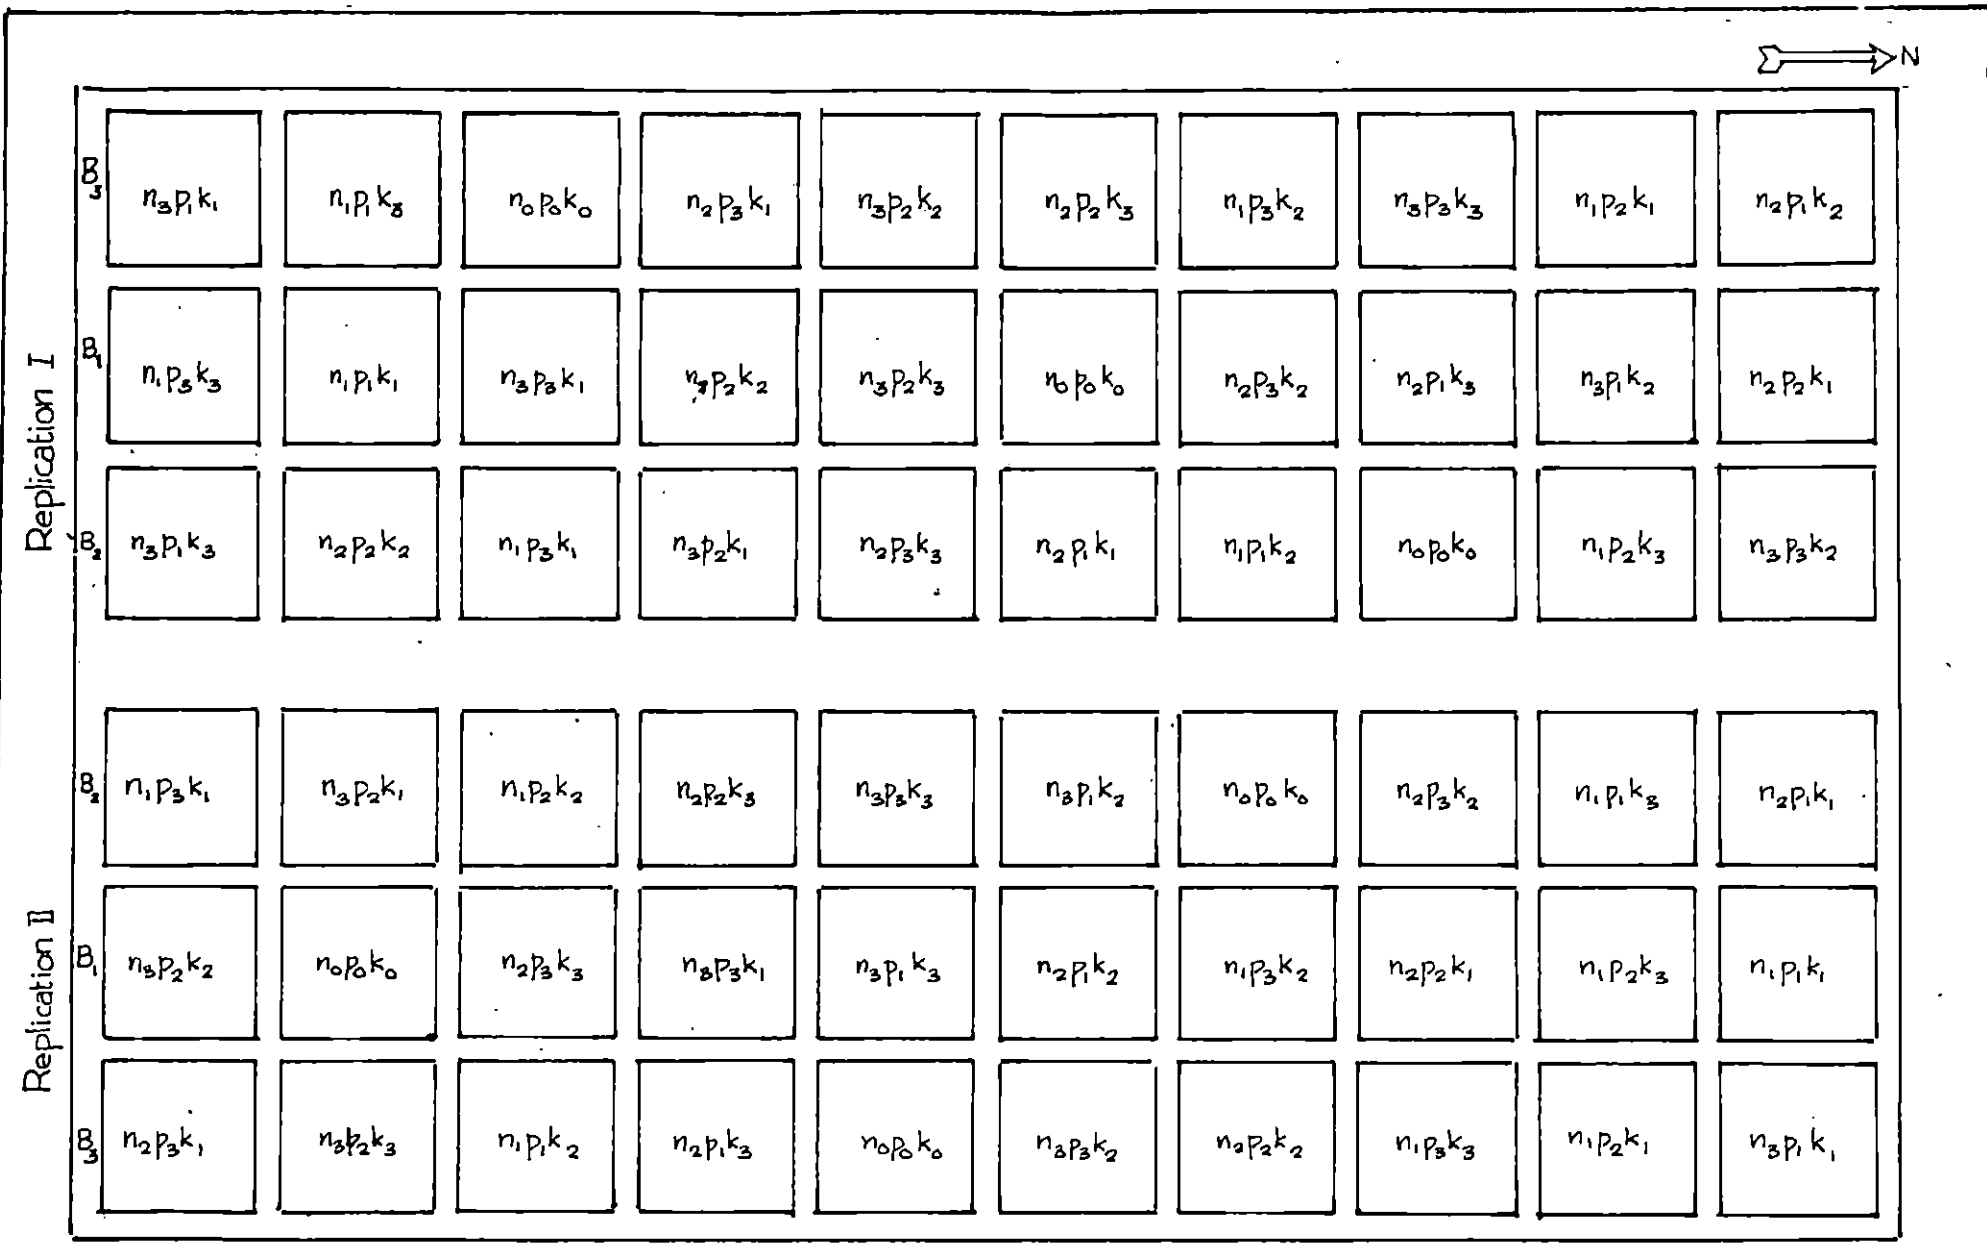 N
B₃ n₃p₁k₁ n₁p₁k₃ n₀p₀k₀ n₂p₃k₁ n₃p₂k₂ n₂p₂k₃ n₁p₃k₂ n₃p₃k₃ n₁p₂k₁ n₂p₁k₂
Replication I
B₁ n₁p₃k₃ n₁p₁k₁ n₃p₃k₁ n₃p₂k₃ n₀p₀k₀ n₂p₃k₂ n₂p₁k₃ n₃p₁k₂ n₂p₂k₁
B₂ n₃p₁k₃ n₂p₂k₂ n₁p₃k₁ n₃p₂k₁ n₂p₃k₃ n₂p₁k₁ n₁p₁k₂ n₀p₀k₀ n₁p₂k₃ n₃p₃k₂
B₂ n₁p₃k₁ n₃p₂k₁ n₁p₂k₂ n₂p₂k₃ n₃p₃k₃ n₃p₁k₂ n₀p₀k₀ n₂p₃k₂ n₁p₁k₃ n₂p₁k₁
Replication II
B₁ n₃p₂k₂ n₀p₀k₀ n₂p₃k₃ n₃p₃k₁ n₃p₁k₃ n₂p₁k₂ n₁p₃k₂ n₂p₂k₁ n₁p₂k₃ n₁p₁k₁
B₃ n₂p₃k₁ n₃p₂k₃ n₁p₁k₂ n₂p₁k₃ n₀p₀k₀ n₃p₃k₂ n₂p₂k₂ n₁p₃k₃ n₁p₂k₁ n₃p₁k₁